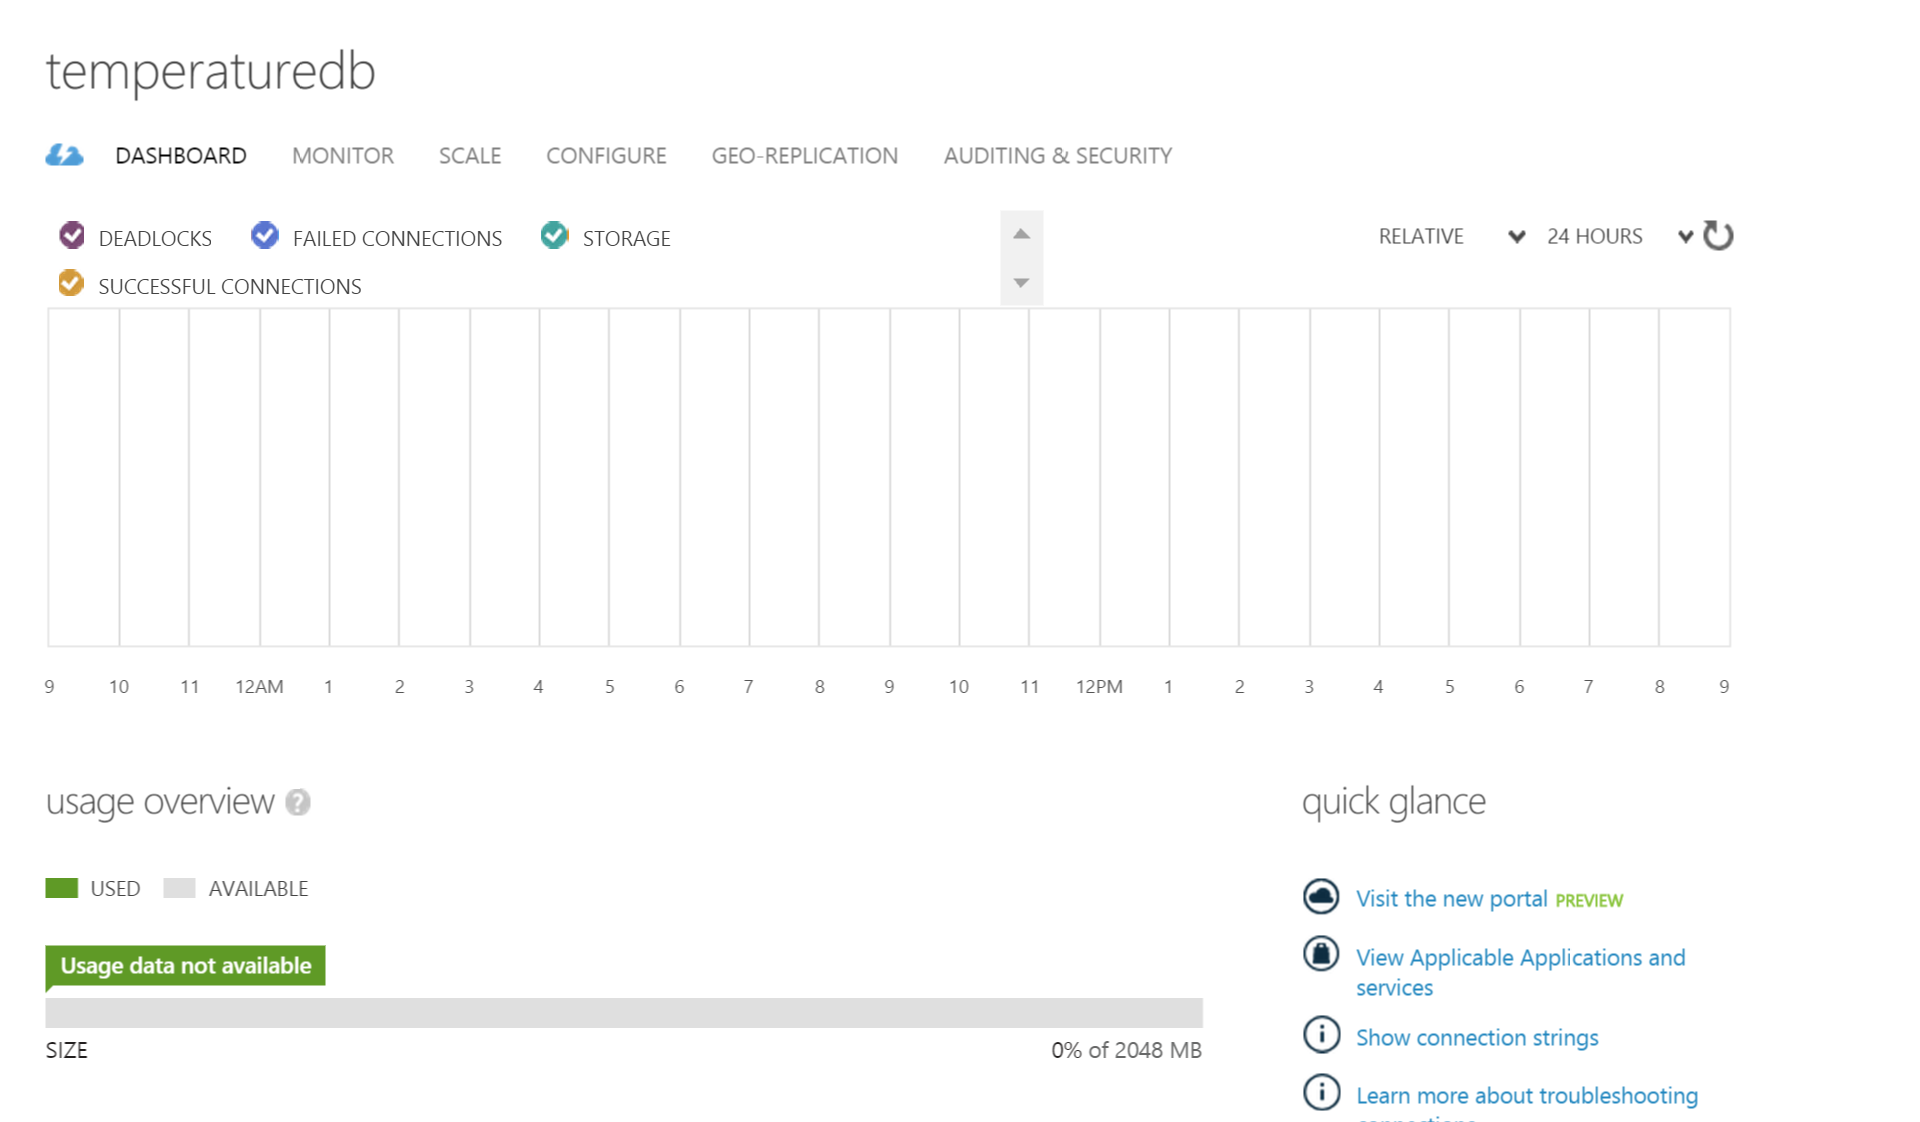 temperaturedb
DASHBOARD MONITOR SCALE CONFIGURE GEO-REPLICATION AUDITING & SECURITY
DEADLOCKS FAILED CONNECTIONS STORAGE RELATIVE 24 HOURS
SUCCESSFUL CONNECTIONS
9 10 11 12AM 1 2 3 4 5 6 7 8 9 10 11 12PM 1 2 3 4 5 6 7 8 9
usage overview ?
USED AVAILABLE
Usage data not available
SIZE 0% of 2048 MB
quick glance
Visit the new portal PREVIEW
View Applicable Applications and
services
Show connection strings
Learn more about troubleshooting